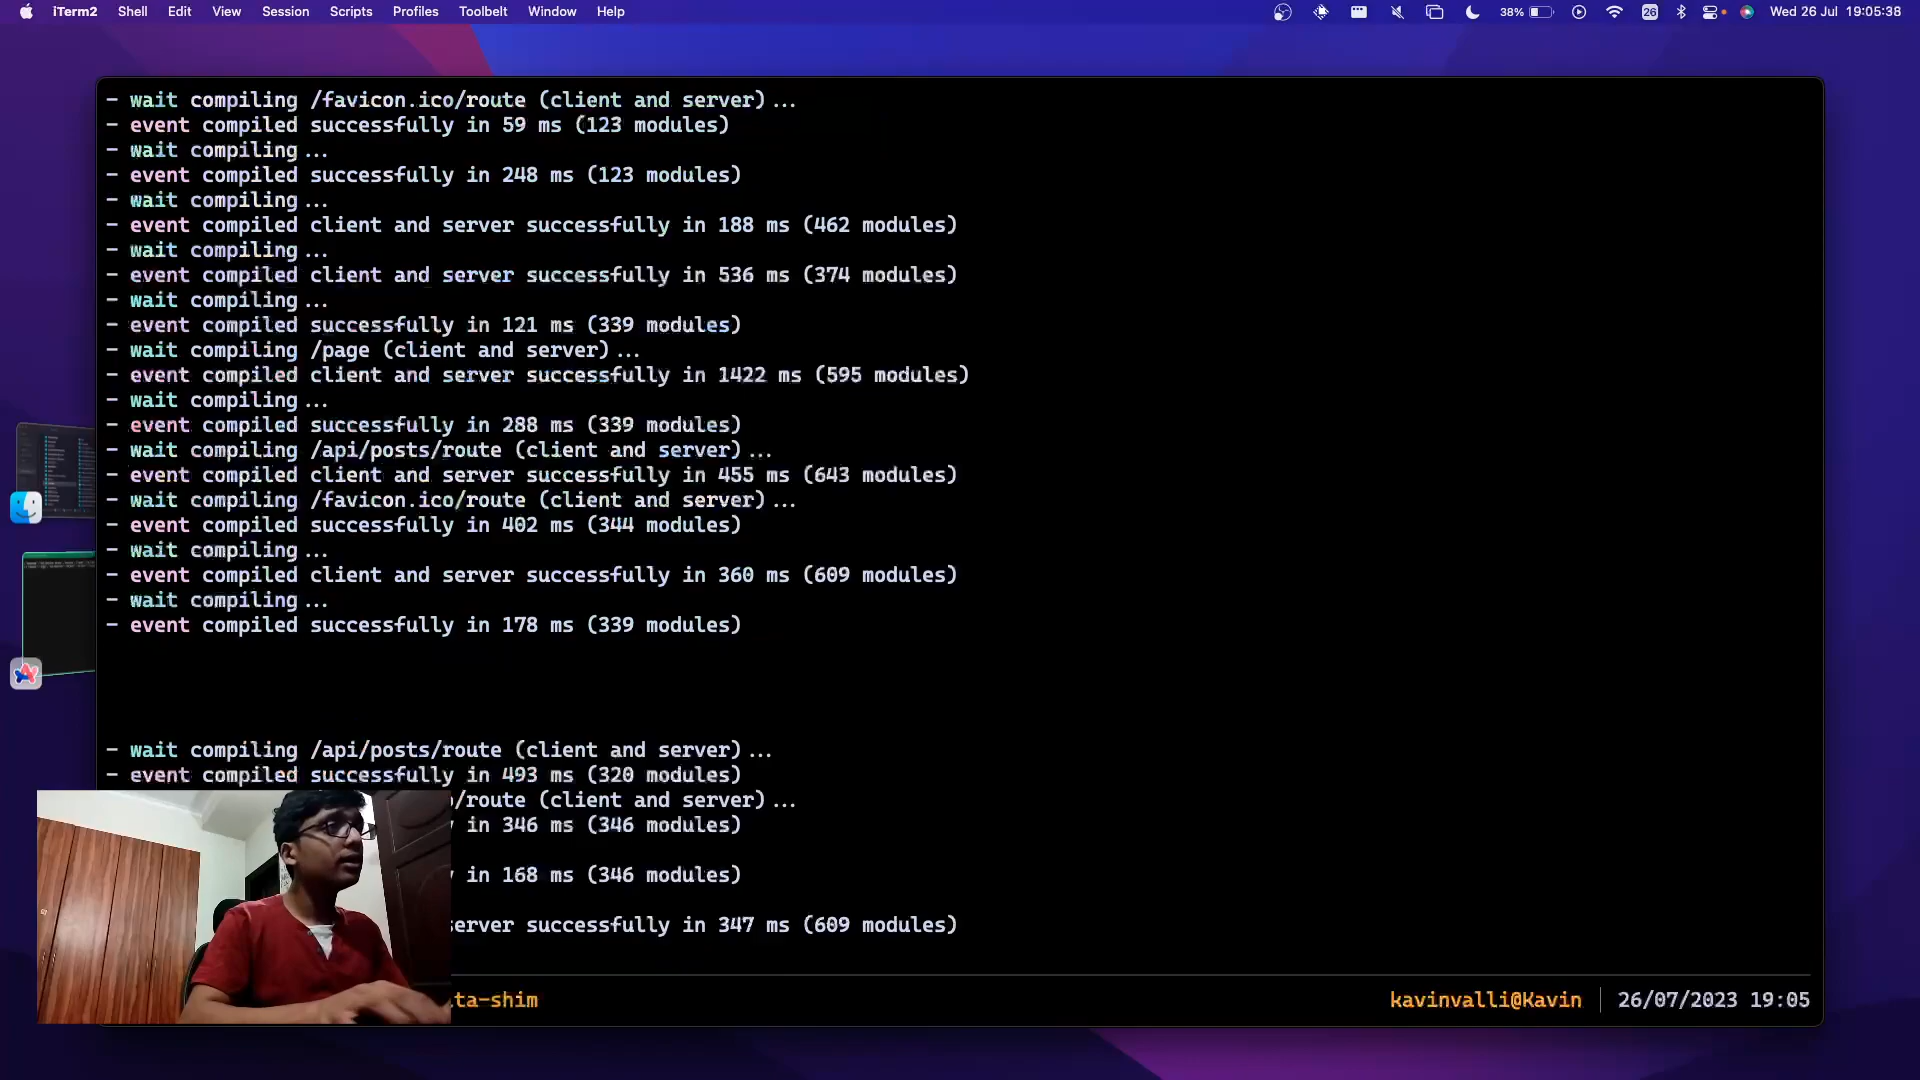 iTerm2 Shell Edit View Session Scripts Profiles Toolbelt Window Help 38% 26 Wed 26 Jul 19:05:38
- wait compiling /favicon.ico/route (client and server)...
- event compiled successfully in 59 ms (123 modules)
- wait compiling...
- event compiled successfully in 248 ms (123 modules)
- wait compiling...
- event compiled client and server successfully in 188 ms (462 modules)
- wait compiling...
- event compiled client and server successfully in 536 ms (374 modules)
- wait compiling...
- event compiled successfully in 121 ms (339 modules)
- wait compiling /page (client and server)...
- event compiled client and server successfully in 1422 ms (595 modules)
- wait compiling...
- event compiled successfully in 288 ms (339 modules)
- wait compiling /api/posts/route (client and server)...
- event compiled client and server successfully in 455 ms (643 modules)
- wait compiling /favicon.ico/route (client and server)...
- event compiled successfully in 402 ms (344 modules)
- wait compiling...
- event compiled client and server successfully in 360 ms (609 modules)
- wait compiling...
- event compiled successfully in 178 ms (339 modules)
- wait compiling /api/posts/route (client and server)...
- event compiled successfully in 493 ms (320 modules)
/route (client and server)...
in 346 ms (346 modules)
in 168 ms (346 modules)
server successfully in 347 ms (609 modules)
ta-shim kavinvalli@Kavin 26/07/2023 19:05